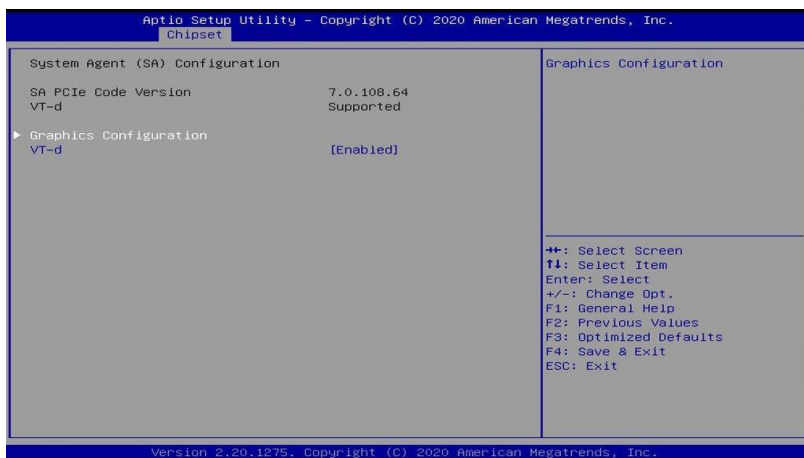 Aptio Setup Utility – Copyright (C) 2020 American Megatrends, Inc.
Chipset
System Agent (SA) Configuration
SA PCIe Code Version 7.0.108.64
VT-d Supported
Graphics Configuration
VT-d [Enabled]
Graphics Configuration
→←: Select Screen
↑↓: Select Item
Enter: Select
+/-: Change Opt.
F1: General Help
F2: Previous Values
F3: Optimized Defaults
F4: Save & Exit
ESC: Exit
Version 2.20.1275. Copyright (C) 2020 American Megatrends, Inc.